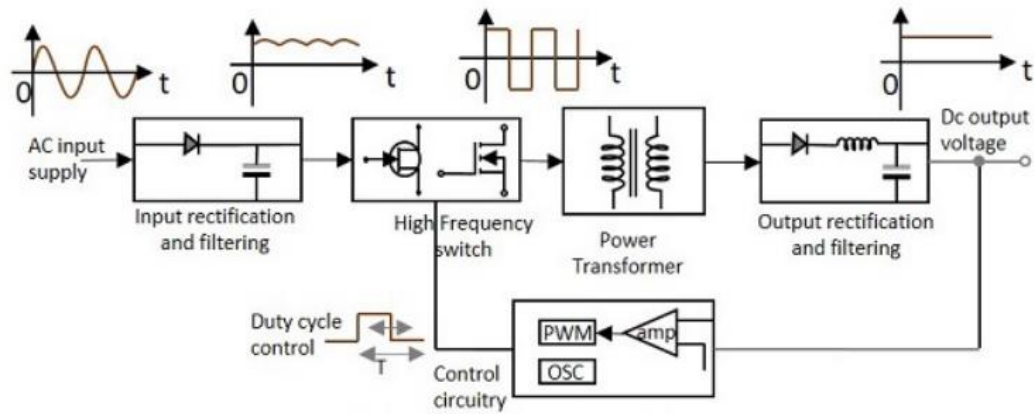 0
t
0
t
0
t
0
t
AC input
supply
Input rectification
and filtering
High Frequency
switch
Power
Transformer
Dc output
voltage
Output rectification
and filtering
Duty cycle
control
T
Control
circuitry
PWM
amp
OSC